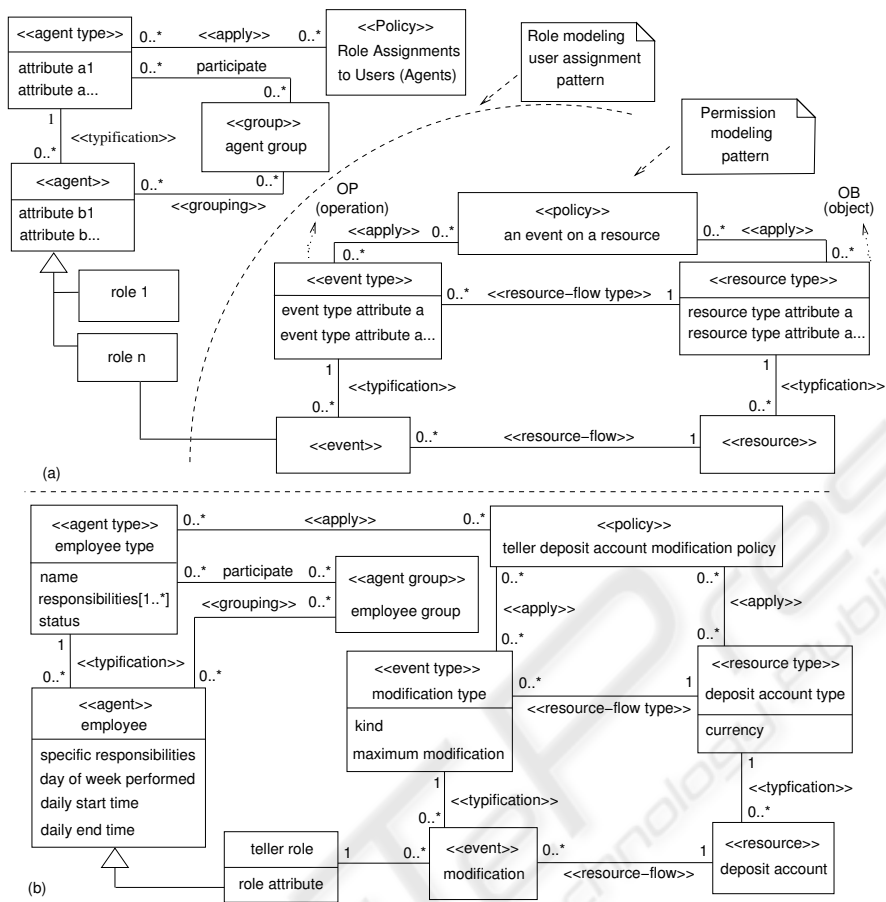 <<agent type>>
attribute a1
attribute a...
0..*
<<apply>>
0..*
<<Policy>>
Role Assignments
to Users (Agents)
0..*
participate
0..*
Role modeling
user assignment
pattern
1
<<typification>>
0..*
<<group>>
agent group
Permission
modeling
pattern
<<agent>>
attribute b1
attribute b...
0..*
0..*
<<grouping>>
OP
(operation)
OB
(object)
<<policy>>
an event on a resource
<<apply>>
0..*
0..*
0..*
<<apply>>
0..*
<<event type>>
event type attribute a
event type attribute a...
0..*
<<resource-flow type>>
1
<<resource type>>
resource type attribute a
resource type attribute a...
role 1
role n
1
<<typification>>
0..*
1
<<typfication>>
0..*
<<event>>
0..*
<<resource-flow>>
1
<<resource>>
(a)
<<agent type>>
employee type
name
responsibilities[1..*]
status
0..*
<<apply>>
0..*
<<policy>>
teller deposit account modification policy
0..*
participate
0..*
<<grouping>>
0..*
<<agent group>>
employee group
0..*
<<apply>>
0..*
0..*
<<apply>>
0..*
1
<<typification>>
0..*
0..*
<<event type>>
modification type
kind
maximum modification
0..*
1
<<resource-flow type>>
<<resource type>>
deposit account type
currency
<<agent>>
employee
specific responsibilities
day of week performed
daily start time
daily end time
1
<<typification>>
0..*
1
<<typfication>>
0..*
teller role
role attribute
1
0..*
<<event>>
modification
0..*
1
<<resource-flow>>
<<resource>>
deposit account
(b)